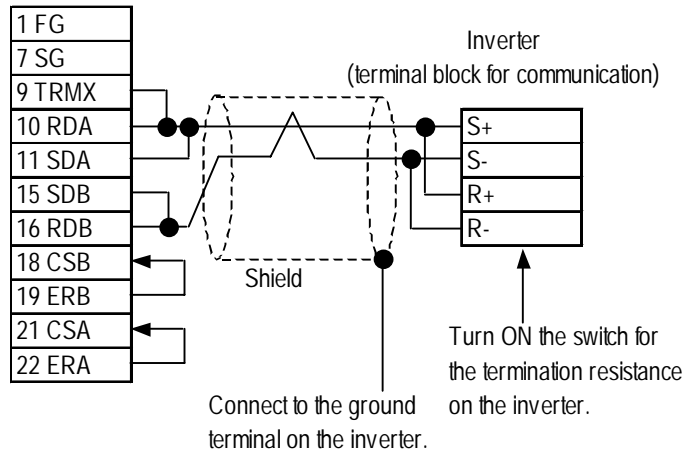 1 FG
7 SG
9 TRMX
10 RDA
11 SDA
15 SDB
16 RDB
18 CSB
19 ERB
21 CSA
22 ERA
Inverter
(terminal block for communication)
S+
S-
R+
R-
Shield
Turn ON the switch for
the termination resistance
on the inverter.
Connect to the ground
terminal on the inverter.